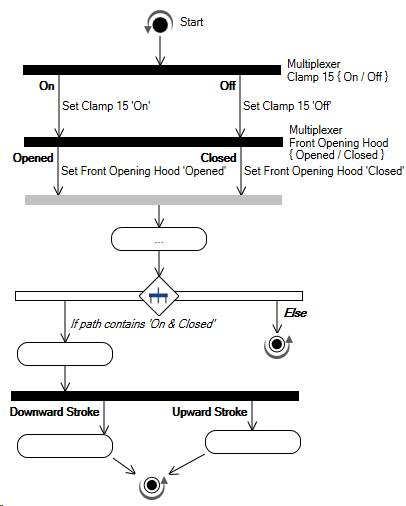 Start
Multiplexer
Clamp 15 { On / Off }
On
Off
Set Clamp 15 'On'
Set Clamp 15 'Off'
Multiplexer
Front Opening Hood
{ Opened / Closed }
Opened
Closed
Set Front Opening Hood 'Opened'
Set Front Opening Hood 'Closed'
...
Else
If path contains 'On & Closed'
Downward Stroke
Upward Stroke